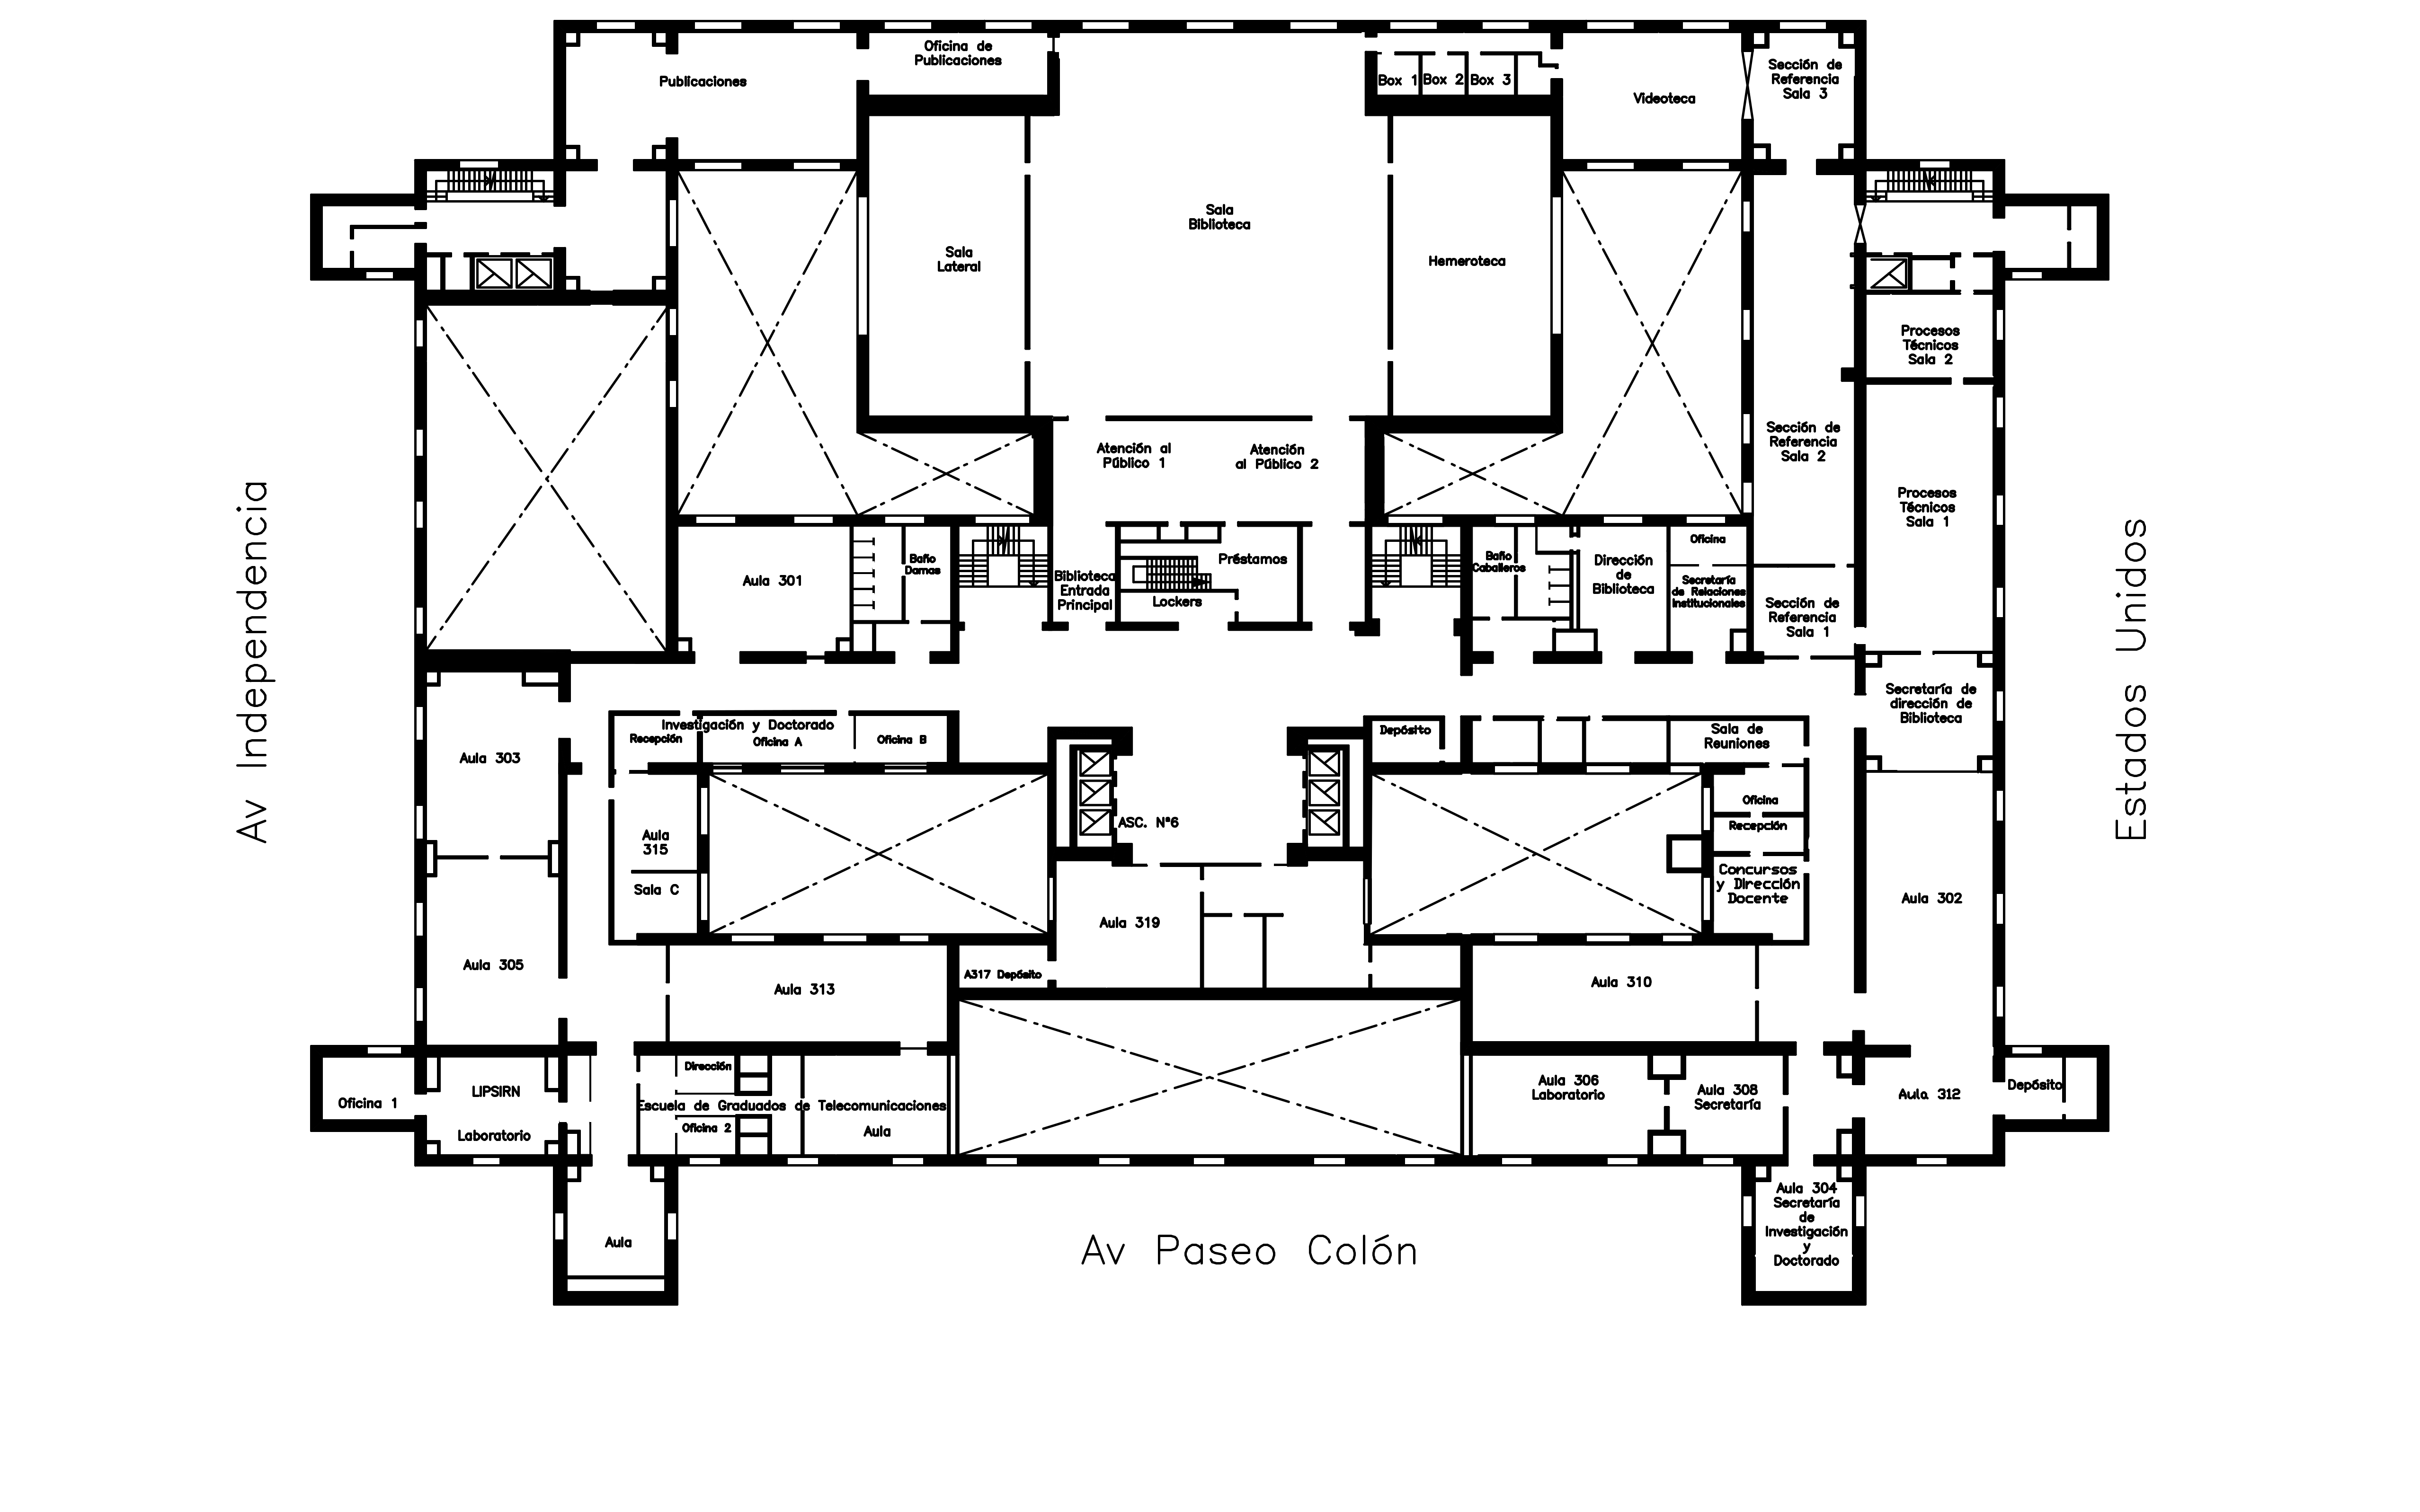 Oficina de
Publicaciones
Publicaciones
Box 1
Box 2
Box 3
Videoteca
Sección de
Referencia
Sala 3
Sala
Biblioteca
Sala
Lateral
Hemeroteca
Procesos
Técnicos
Sala 2
Sección de
Referencia
Sala 2
Atención al
Público 1
Atención
al Público 2
Procesos
Técnicos
Sala 1
Aula 301
Baño
Damas
Biblioteca
Entrada
Principal
Préstamos
Lockers
Baño
Caballeros
Dirección
de
Biblioteca
Oficina
Secretaría
de Relaciones
Institucionales
Sección de
Referencia
Sala 1
Av Independencia
Estados Unidos
Secretaría de
dirección de
Biblioteca
Investigación y Doctorado
Recepción
Oficina A
Oficina B
Depósito
Sala de
Reuniones
Aula 303
Aula
315
Sala C
ASC. N°6
Oficina
Recepción
Concursos
y Dirección
Docente
Aula 302
Aula 319
Aula 305
Aula 313
A317 Depósito
Aula 310
Oficina 1
LIPSIRN
Laboratorio
Dirección
Escuela de Graduados de Telecomunicaciones
Oficina 2
Aula
Aula 306
Laboratorio
Aula 308
Secretaría
Aula 312
Depósito
Aula
Aula 304
Secretaría
de
Investigación
y
Doctorado
Av Paseo Colón